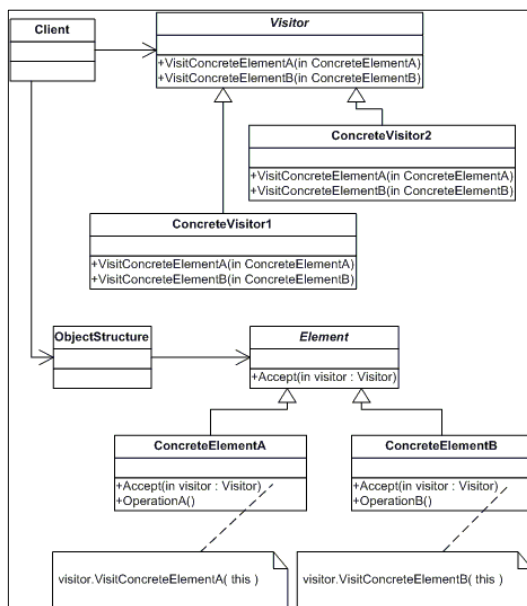 Client
Visitor
+VisitConcreteElementA(in ConcreteElementA)
+VisitConcreteElementB(in ConcreteElementB)
ConcreteVisitor2
+VisitConcreteElementA(in ConcreteElementA)
+VisitConcreteElementB(in ConcreteElementB)
ConcreteVisitor1
+VisitConcreteElementA(in ConcreteElementA)
+VisitConcreteElementB(in ConcreteElementB)
ObjectStructure
Element
+Accept(in visitor : Visitor)
ConcreteElementA
+Accept(in visitor : Visitor)
+OperationA()
ConcreteElementB
+Accept(in visitor : Visitor)
+OperationB()
visitor.VisitConcreteElementA( this )
visitor.VisitConcreteElementB( this )